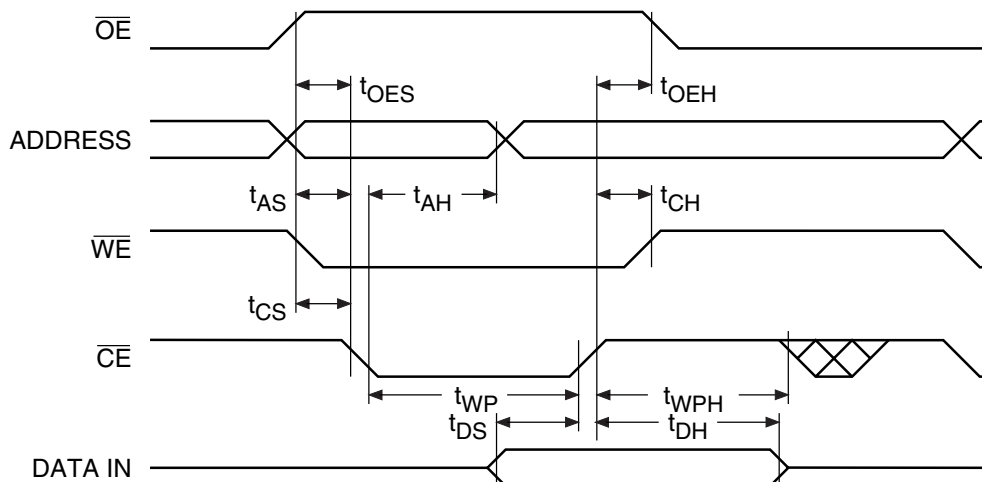 OE
tOES
tOEH
ADDRESS
tAS
tAH
tCH
WE
tCS
CE
tWP
tWPH
tDS
tDH
DATA IN